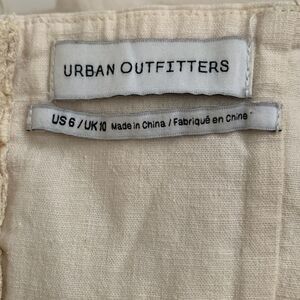 URBAN OUTFITTERS
US 6 / UK 10 Made in China / Fabriqué en Chine